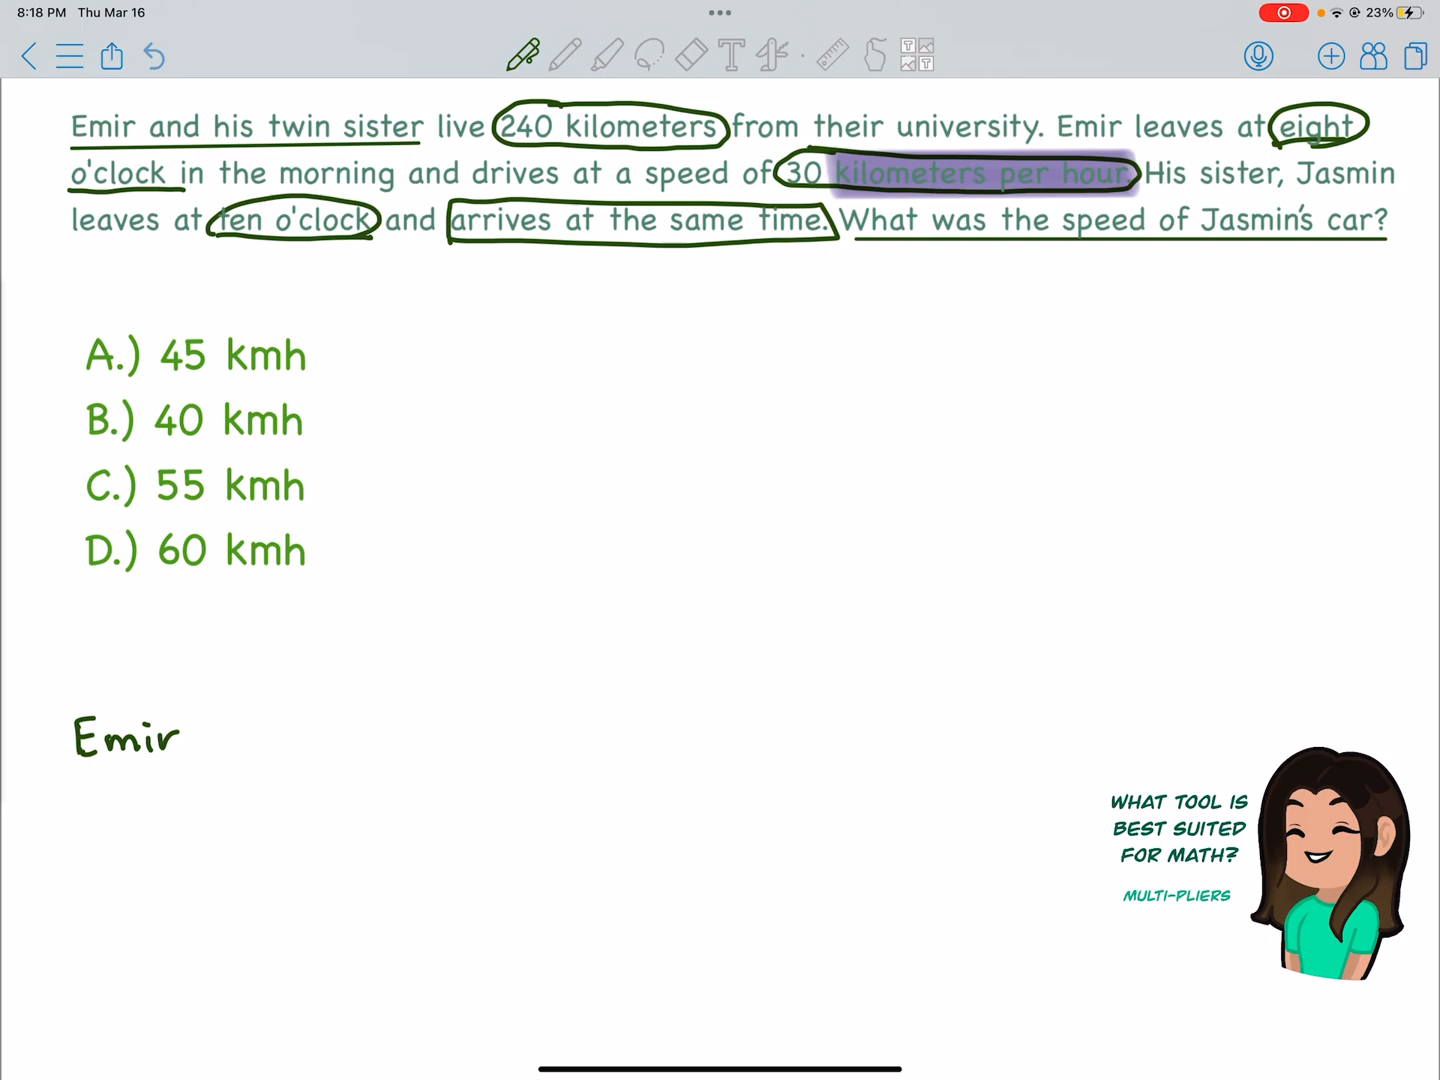 8:18 PM Thu Mar 16
23%
Emir and his twin sister live 240 kilometers from their university. Emir leaves at eight
o'clock in the morning and drives at a speed of 30 kilometers per hour. His sister, Jasmin
leaves at ten o'clock and arrives at the same time. What was the speed of Jasmin's car?
A.) 45 kmh
B.) 40 kmh
C.) 55 kmh
D.) 60 kmh
Emir
WHAT TOOL IS
BEST SUITED
FOR MATH?
MULTI-PLIERS